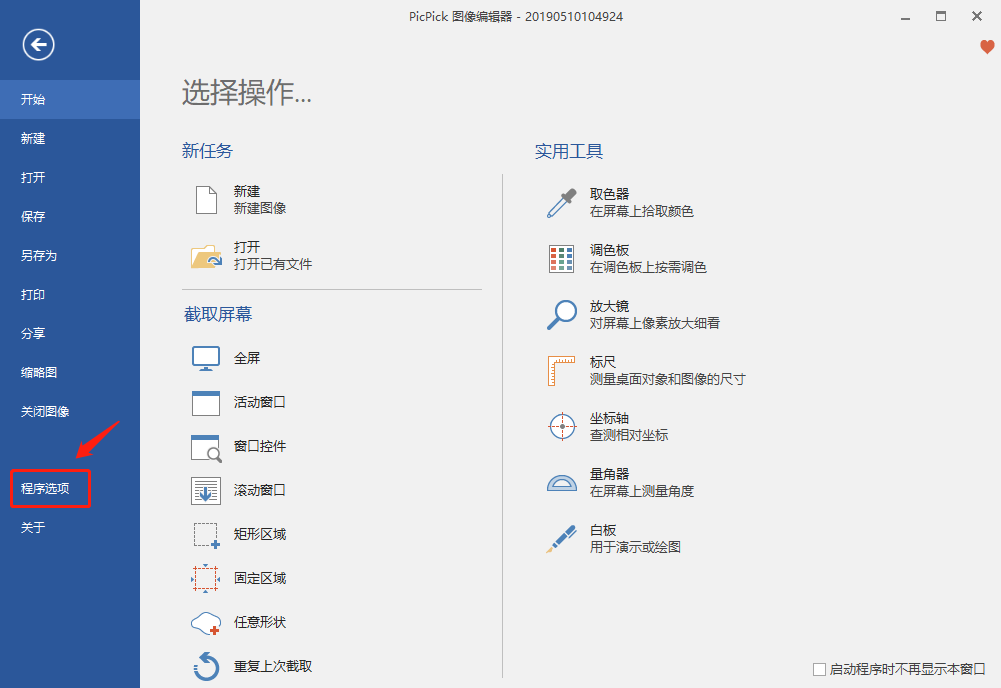 PicPick 图像编辑器 - 20190510104924
开始
新建
打开
保存
另存为
打印
分享
缩略图
关闭图像
程序选项
关于
选择操作...
新任务
新建
新建图像
打开
打开已有文件
截取屏幕
全屏
活动窗口
窗口控件
滚动窗口
矩形区域
固定区域
任意形状
重复上次截取
实用工具
取色器
在屏幕上拾取颜色
调色板
在调色板上按需调色
放大镜
对屏幕上像素放大细看
标尺
测量桌面对象和图像的尺寸
坐标轴
查测相对坐标
量角器
在屏幕上测量角度
白板
用于演示或绘图
启动程序时不再显示本窗口